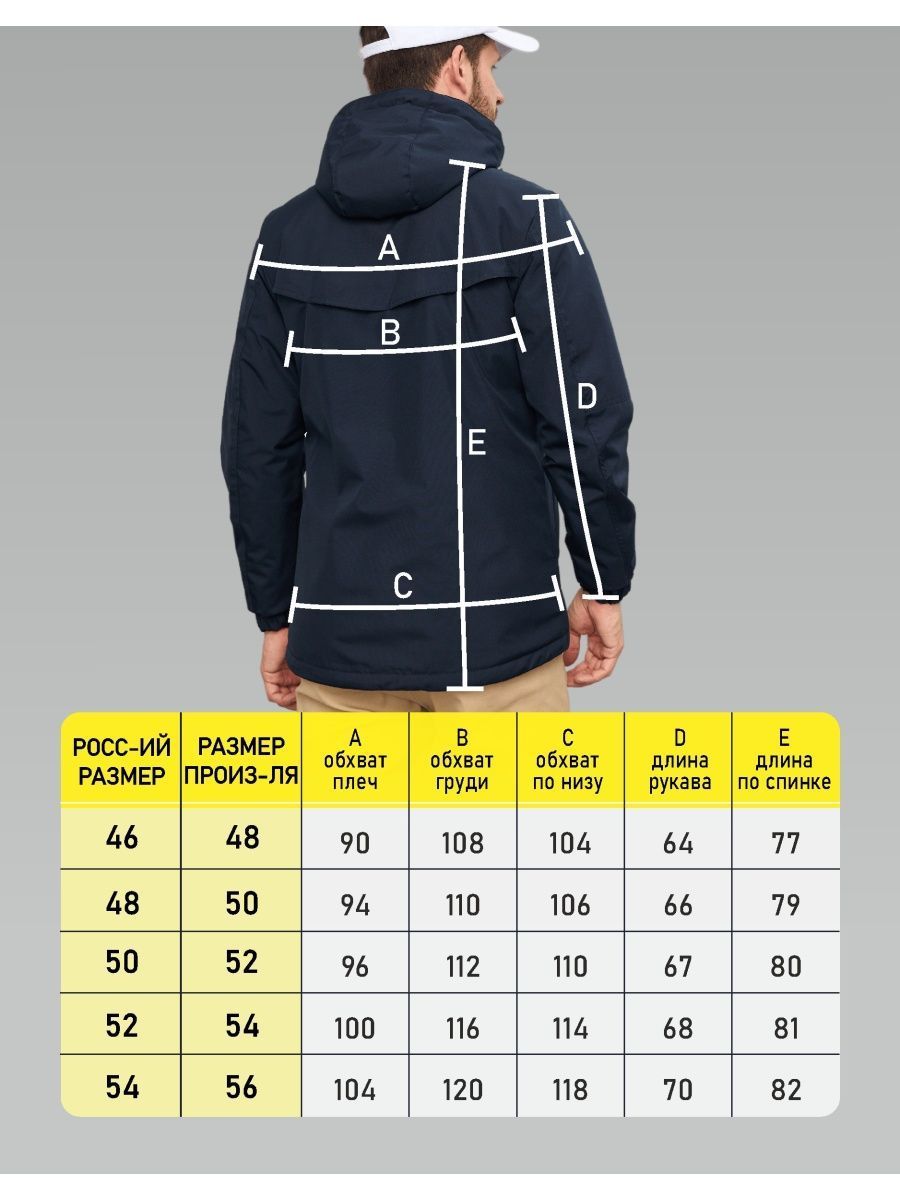 A
B
D
E
C
РОСС-ИЙ РАЗМЕР
РАЗМЕР ПРОИЗ-ЛЯ
A обхват плеч
B обхват груди
C обхват по низу
D длина рукава
E длина по спинке
46 48 90 108 104 64 77
48 50 94 110 106 66 79
50 52 96 112 110 67 80
52 54 100 116 114 68 81
54 56 104 120 118 70 82